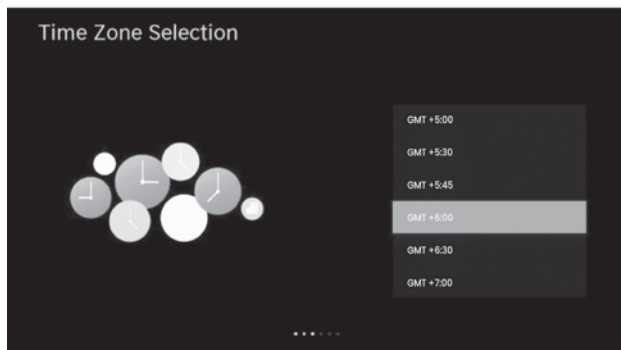 Time Zone Selection
GMT +5:00
GMT +5:30
GMT +5:45
GMT +6:00
GMT +6:30
GMT +7:00